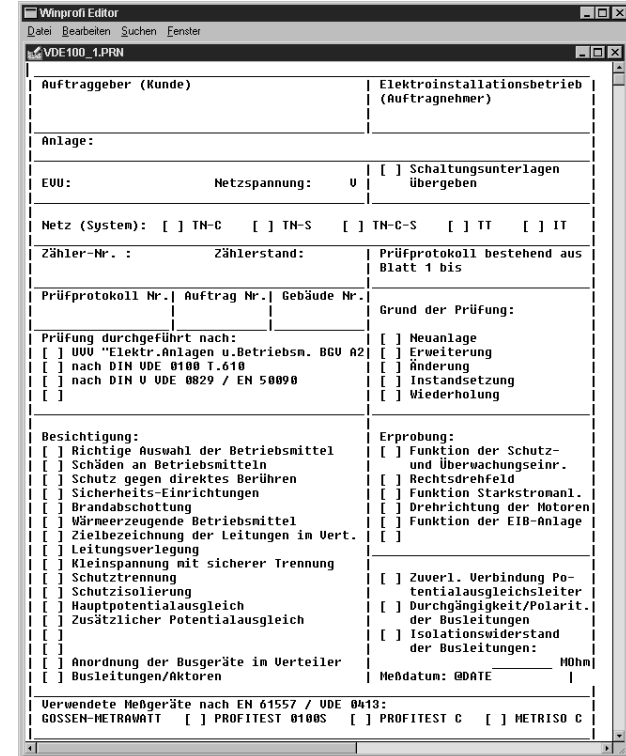 Winprofi Editor
Datei Bearbeiten Suchen Fenster
VDE100_1.PRN
Auftraggeber (Kunde) Elektroinstallationsbetrieb
(Auftragnehmer)
Anlage:
[ ] Schaltungsunterlagen
EVU: Netzspannung: V übergeben
Netz (System): [ ] TN-C [ ] TN-S [ ] TN-C-S [ ] TT [ ] IT
Zähler-Nr. : Zählerstand: Prüfprotokoll bestehend aus
Blatt 1 bis
Prüfprotokoll Nr. Auftrag Nr. Gebäude Nr.
Grund der Prüfung:
Prüfung durchgeführt nach: [ ] Neuanlage
[ ] UVV "Elektr.Anlagen u.Betriebsm. BGV A2 [ ] Erweiterung
[ ] nach DIN VDE 0100 T.610 [ ] Änderung
[ ] nach DIN V VDE 0829 / EN 50090 [ ] Instandsetzung
[ ] [ ] Wiederholung
Besichtigung: Erprobung:
[ ] Richtige Auswahl der Betriebsmittel [ ] Funktion der Schutz-
[ ] Schäden an Betriebsmitteln und Überwachungseinr.
[ ] Schutz gegen direktes Berühren [ ] Rechtsdrehfeld
[ ] Sicherheits-Einrichtungen [ ] Funktion Starkstromanl.
[ ] Brandabschottung [ ] Drehrichtung der Motoren
[ ] Wärmeerzeugende Betriebsmittel [ ] Funktion der EIB-Anlage
[ ] Zielbezeichnung der Leitungen im Vert. [ ]
[ ] Leitungsverlegung
[ ] Kleinspannung mit sicherer Trennung
[ ] Schutztrennung [ ] Zuverl. Verbindung Po-
[ ] Schutzisolierung tentialausgleichsleiter
[ ] Hauptpotentialausgleich [ ] Durchgängigkeit/Polarit.
[ ] Zusätzlicher Potentialausgleich der Busleitungen
[ ] [ ] Isolationswiderstand
[ ] der Busleitungen:
[ ] Anordnung der Busgeräte im Verteiler MOhm
[ ] Busleitungen/Aktoren Meßdatum: @DATE
Verwendete Meßgeräte nach EN 61557 / VDE 0413:
GOSSEN-METRAWATT [ ] PROFITEST 0100S [ ] PROFITEST C [ ] METRISO C